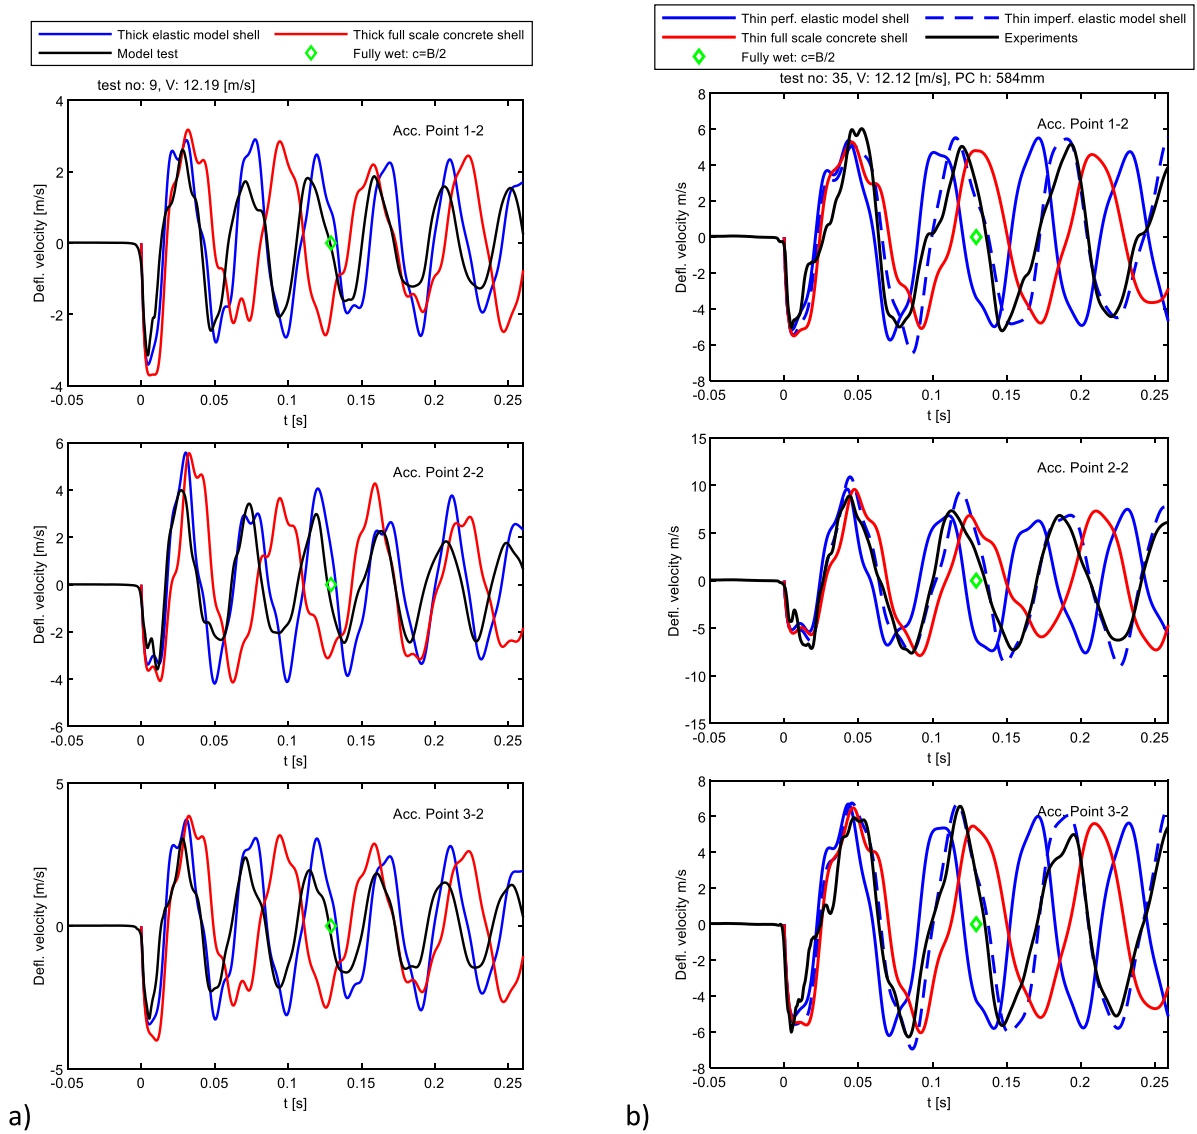 Thick elastic model shell
Thick full scale concrete shell
Model test
Fully wet: c=B/2
test no: 9, V: 12.19 [m/s]
4
2
0
-2
-4
Defl. velocity [m/s]
Acc. Point 1-2
-0.05 0 0.05 0.1 0.15 0.2 0.25
t [s]
6
4
2
0
-2
-4
-6
Defl. velocity [m/s]
Acc. Point 2-2
-0.05 0 0.05 0.1 0.15 0.2 0.25
t [s]
5
0
-5
Defl. velocity [m/s]
Acc. Point 3-2
-0.05 0 0.05 0.1 0.15 0.2 0.25
t [s]
a)
Thin perf. elastic model shell
Thin imperf. elastic model shell
Thin full scale concrete shell
Experiments
Fully wet: c=B/2
test no: 35, V: 12.12 [m/s], PC h: 584mm
8
6
4
2
0
-2
-4
-6
-8
Defl. velocity m/s
Acc. Point 1-2
-0.05 0 0.05 0.1 0.15 0.2 0.25
t [s]
15
10
5
0
-5
-10
-15
Defl. velocity m/s
Acc. Point 2-2
-0.05 0 0.05 0.1 0.15 0.2 0.25
t [s]
8
6
4
2
0
-2
-4
-6
-8
Defl. velocity m/s
Acc. Point 3-2
-0.05 0 0.05 0.1 0.15 0.2 0.25
t [s]
b)